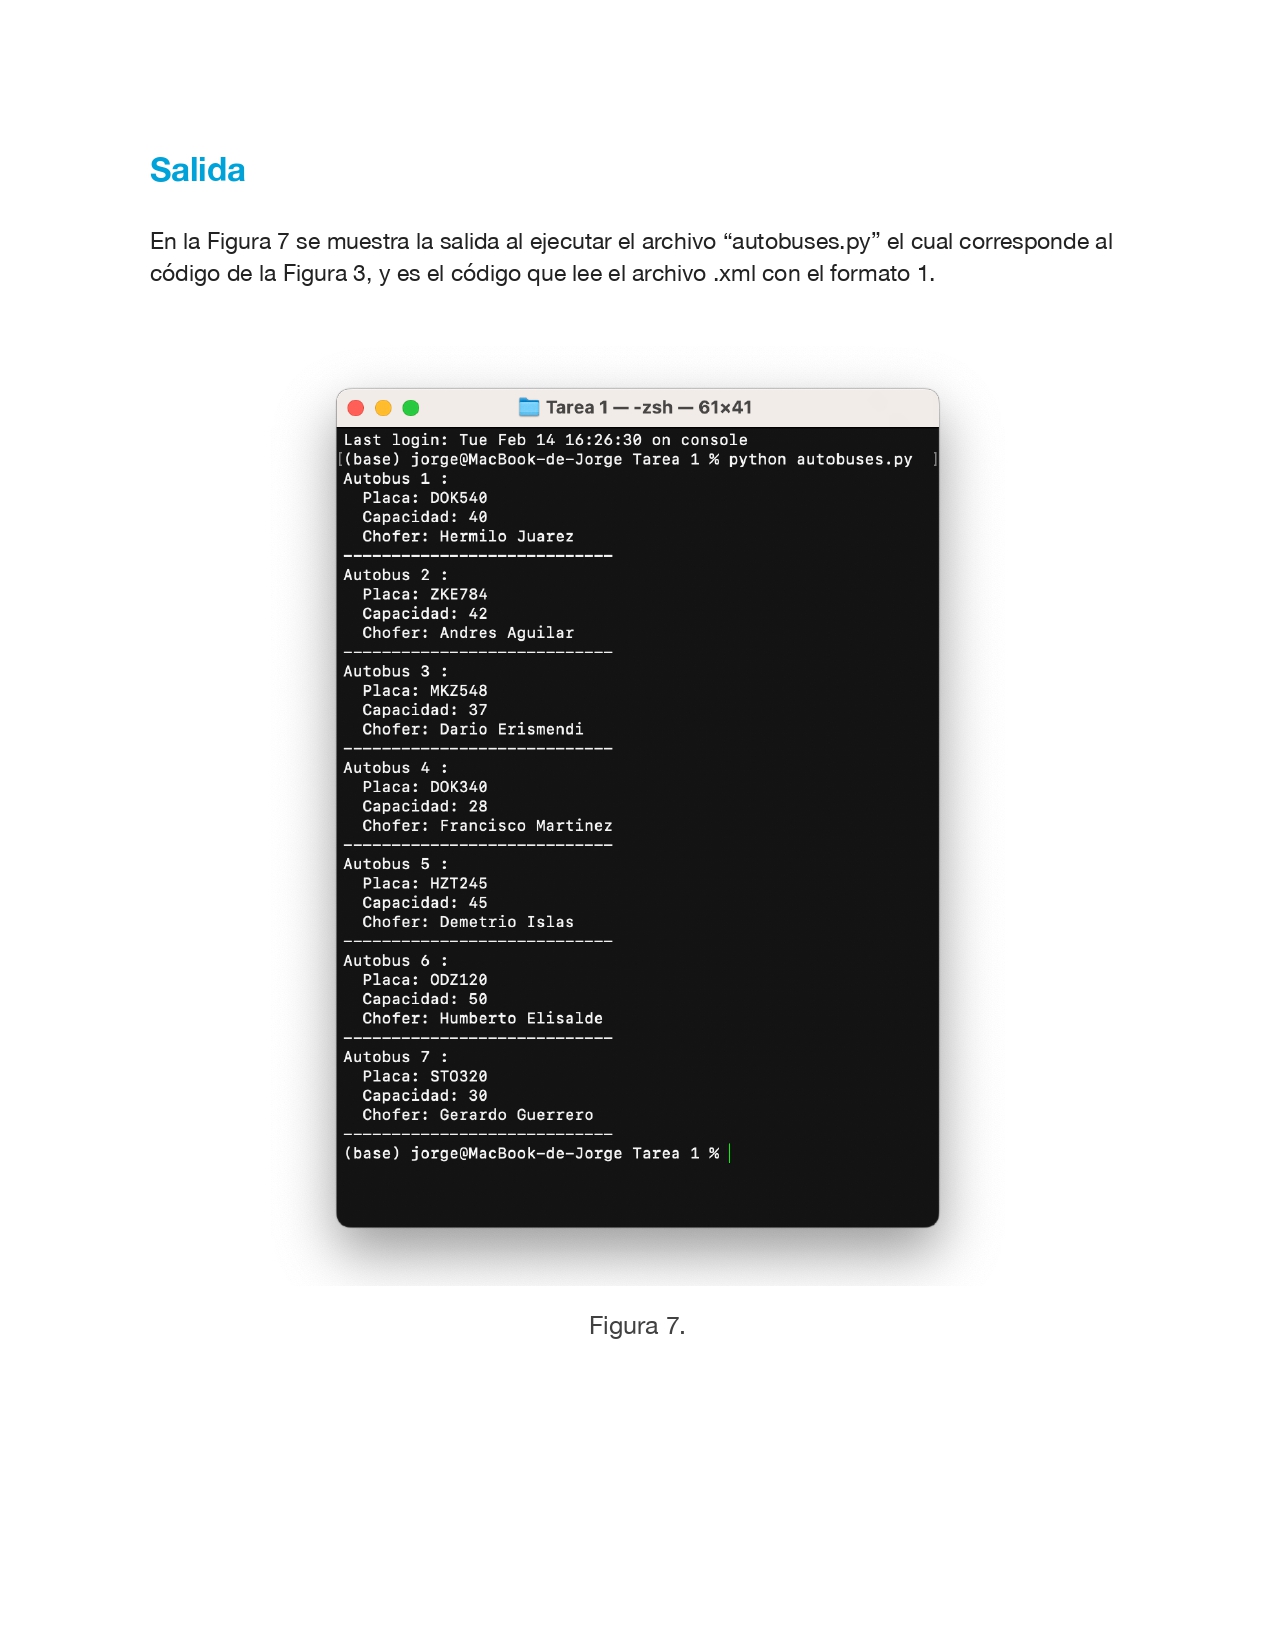 Salida
En la Figura 7 se muestra la salida al ejecutar el archivo “autobuses.py” el cual corresponde al
código de la Figura 3, y es el código que lee el archivo .xml con el formato 1.
Tarea 1 — -zsh — 61×41
Last login: Tue Feb 14 16:26:30 on console
[(base) jorge@MacBook-de-Jorge Tarea 1 % python autobuses.py ]
Autobus 1 :
Placa: DOK540
Capacidad: 40
Chofer: Hermilo Juarez
----------------------------
Autobus 2 :
Placa: ZKE784
Capacidad: 42
Chofer: Andres Aguilar
----------------------------
Autobus 3 :
Placa: MKZ548
Capacidad: 37
Chofer: Dario Erismendi
----------------------------
Autobus 4 :
Placa: DOK340
Capacidad: 28
Chofer: Francisco Martinez
----------------------------
Autobus 5 :
Placa: HZT245
Capacidad: 45
Chofer: Demetrio Islas
----------------------------
Autobus 6 :
Placa: ODZ120
Capacidad: 50
Chofer: Humberto Elisalde
----------------------------
Autobus 7 :
Placa: STO320
Capacidad: 30
Chofer: Gerardo Guerrero
----------------------------
(base) jorge@MacBook-de-Jorge Tarea 1 %
Figura 7.